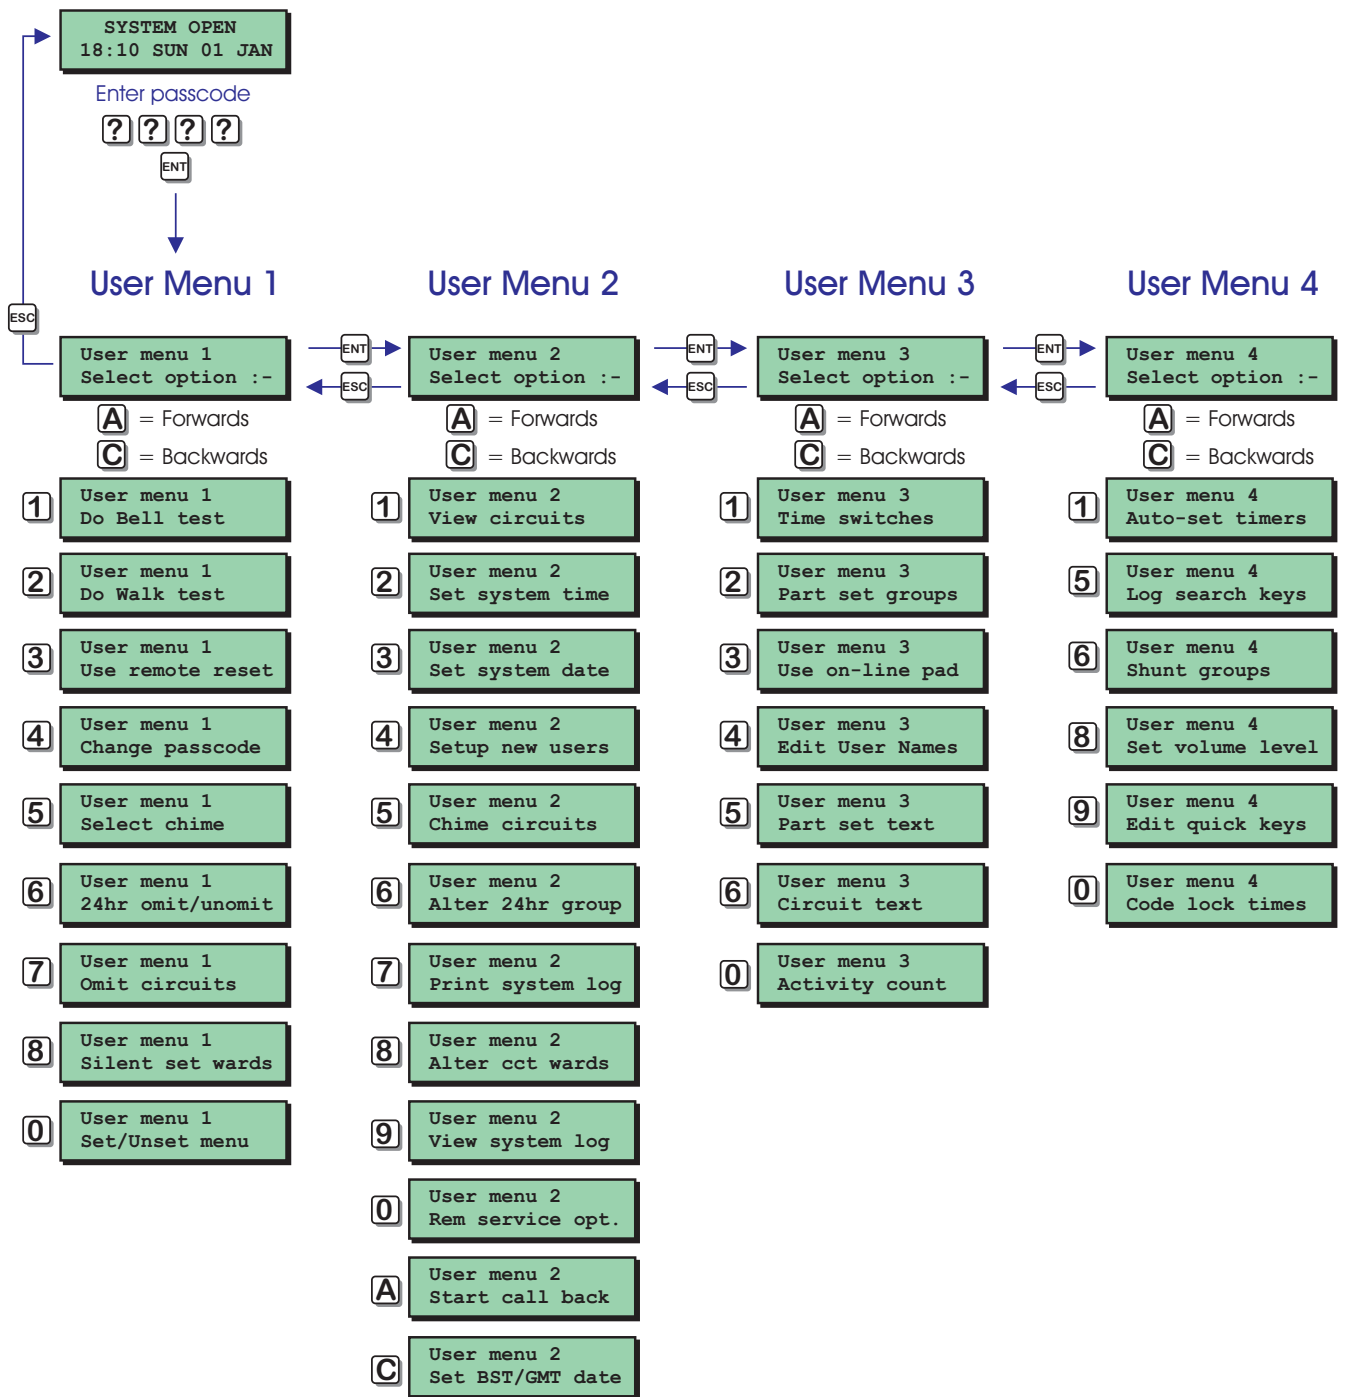 SYSTEM OPEN
18:10 SUN 01 JAN
Enter passcode
? ? ? ?
ENT
User Menu 1
ESC
User menu 1
Select option :-
A = Forwards
C = Backwards
1
User menu 1
Do Bell test
2
User menu 1
Do Walk test
3
User menu 1
Use remote reset
4
User menu 1
Change passcode
5
User menu 1
Select chime
6
User menu 1
24hr omit/unomit
7
User menu 1
Omit circuits
8
User menu 1
Silent set wards
0
User menu 1
Set/Unset menu
User Menu 2
ENT
ESC
User menu 2
Select option :-
A = Forwards
C = Backwards
1
User menu 2
View circuits
2
User menu 2
Set system time
3
User menu 2
Set system date
4
User menu 2
Setup new users
5
User menu 2
Chime circuits
6
User menu 2
Alter 24hr group
7
User menu 2
Print system log
8
User menu 2
Alter cct wards
9
User menu 2
View system log
0
User menu 2
Rem service opt.
A
User menu 2
Start call back
C
User menu 2
Set BST/GMT date
User Menu 3
ENT
ESC
User menu 3
Select option :-
A = Forwards
C = Backwards
1
User menu 3
Time switches
2
User menu 3
Part set groups
3
User menu 3
Use on-line pad
4
User menu 3
Edit User Names
5
User menu 3
Part set text
6
User menu 3
Circuit text
0
User menu 3
Activity count
User Menu 4
ENT
ESC
User menu 4
Select option :-
A = Forwards
C = Backwards
1
User menu 4
Auto-set timers
5
User menu 4
Log search keys
6
User menu 4
Shunt groups
8
User menu 4
Set volume level
9
User menu 4
Edit quick keys
0
User menu 4
Code lock times